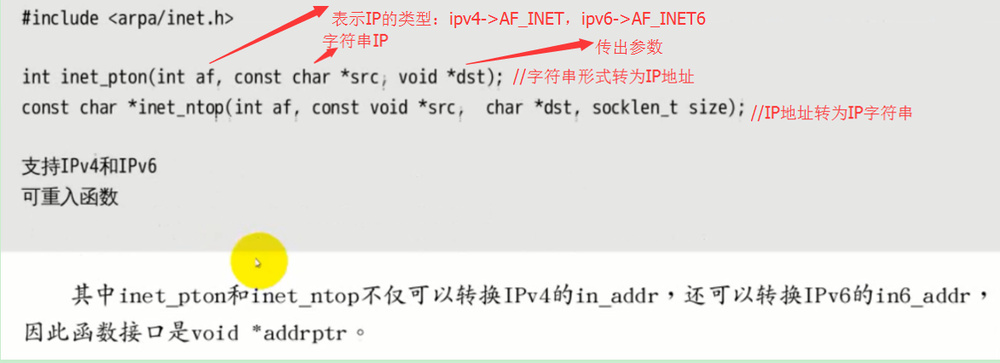 #include <arpa/inet.h>
表示IP的类型：ipv4->AF_INET，ipv6->AF_INET6
字符串IP
传出参数
int inet_pton(int af, const char *src, void *dst); //字符串形式转为IP地址
const char *inet_ntop(int af, const void *src, char *dst, socklen_t size); //IP地址转为IP字符串
支持IPv4和IPv6
可重入函数
其中inet_pton和inet_ntop不仅可以转换IPv4的in_addr，还可以转换IPv6的in6_addr，
因此函数接口是void *addrptr。